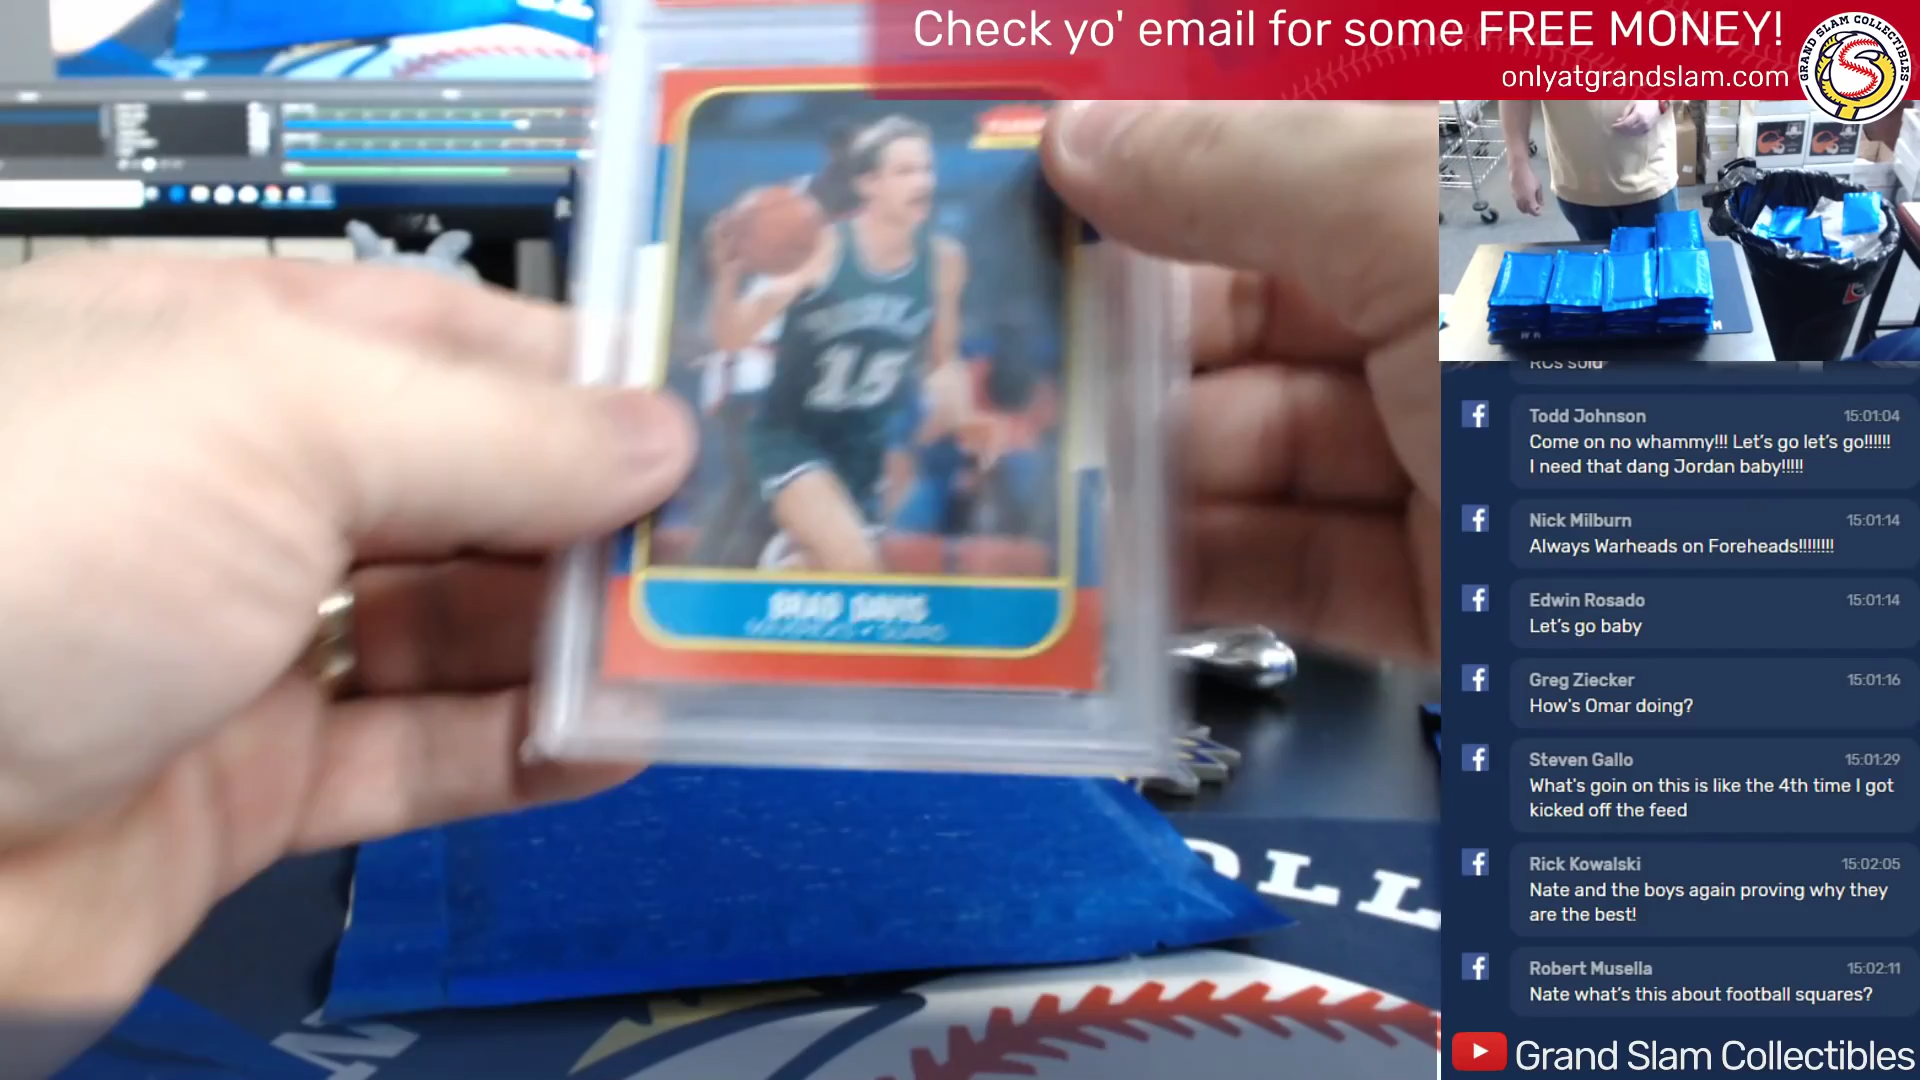 Check yo' email for some FREE MONEY!
onlyatgrandslam.com
GRAND SLAM COLLECTIBLES
15
BRAD DAVIS
RCs sold
Todd Johnson 15:01:04
Come on no whammy!!! Let's go let's go!!!!!!
I need that dang Jordan baby!!!!!
Nick Milburn 15:01:14
Always Warheads on Foreheads!!!!!!!!
Edwin Rosado 15:01:14
Let's go baby
Greg Ziecker 15:01:16
How's Omar doing?
Steven Gallo 15:01:29
What's goin on this is like the 4th time I got
kicked off the feed
Rick Kowalski 15:02:05
Nate and the boys again proving why they
are the best!
Robert Musella 15:02:11
Nate what's this about football squares?
Grand Slam Collectibles